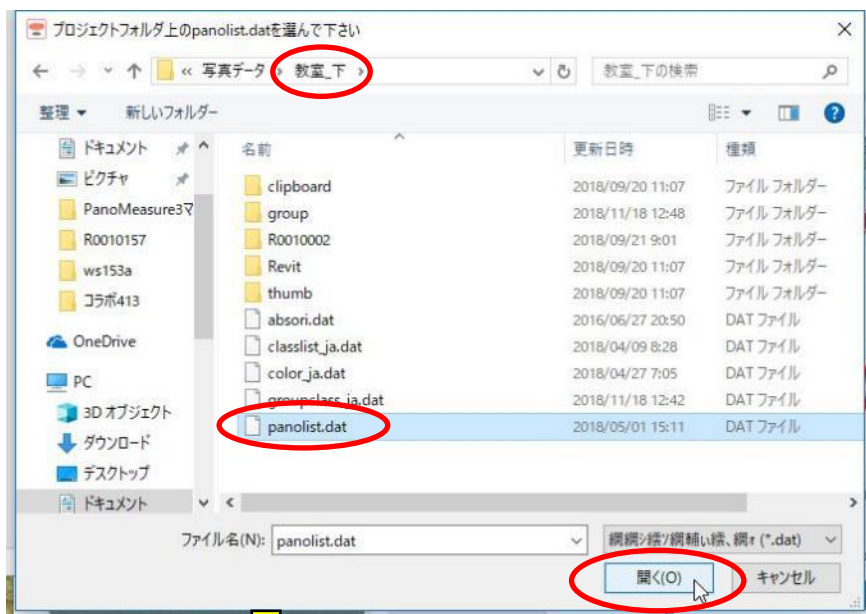 プロジェクトフォルダ上のpanolist.datを選んで下さい
« 写真データ › 教室_下 ›
教室_下の検索
整理 新しいフォルダー
ドキュメント
ピクチャ
PanoMeasure3マ
R0010157
ws153a
コラボ413
OneDrive
PC
3D オブジェクト
ダウンロード
デスクトップ
ドキュメント
名前 更新日時 種類
clipboard 2018/09/20 11:07 ファイル フォルダー
group 2018/11/18 12:48 ファイル フォルダー
R0010002 2018/09/21 9:01 ファイル フォルダー
Revit 2018/09/20 11:07 ファイル フォルダー
thumb 2018/09/20 11:07 ファイル フォルダー
absori.dat 2016/06/27 20:50 DAT ファイル
classlist_ja.dat 2018/04/09 8:28 DAT ファイル
color_ja.dat 2018/04/27 7:05 DAT ファイル
groupclass_ja.dat 2018/11/18 12:42 DAT ファイル
panolist.dat 2018/05/01 15:11 DAT ファイル
ファイル名(N): panolist.dat
(*.dat)
開く(O) キャンセル